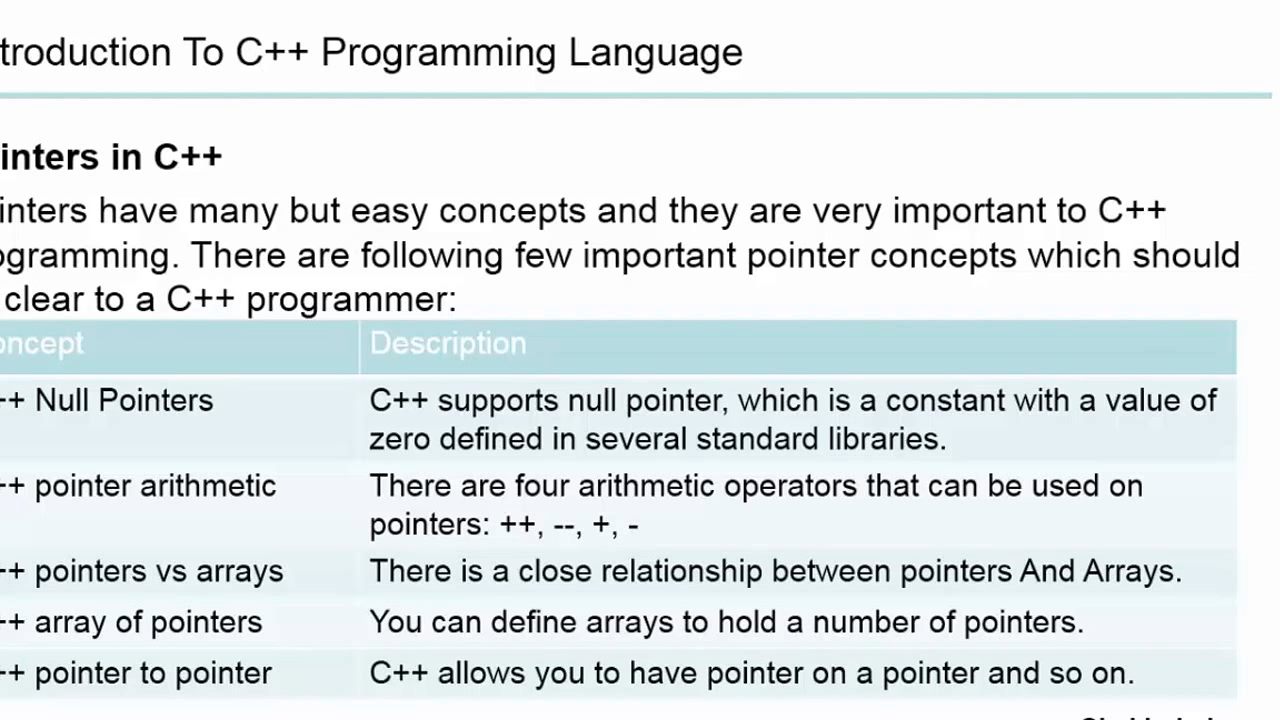 troduction To C++ Programming Language
inters in C++
inters have many but easy concepts and they are very important to C++
ogramming. There are following few important pointer concepts which should
clear to a C++ programmer:
oncept Description
++ Null Pointers C++ supports null pointer, which is a constant with a value of
zero defined in several standard libraries.
++ pointer arithmetic There are four arithmetic operators that can be used on
pointers: ++, --, +, -
++ pointers vs arrays There is a close relationship between pointers And Arrays.
++ array of pointers You can define arrays to hold a number of pointers.
++ pointer to pointer C++ allows you to have pointer on a pointer and so on.